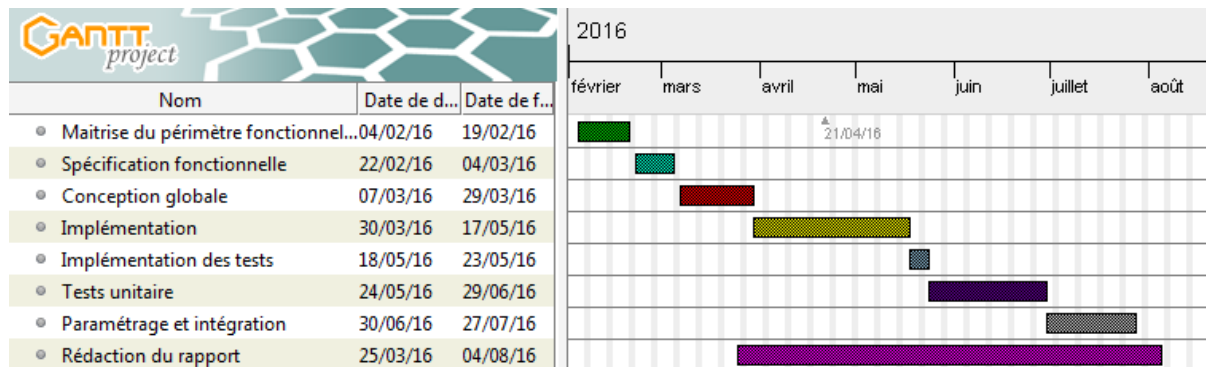 GANTT
project
2016
février mars avril mai juin juillet août
Nom Date de d... Date de f...
Maitrise du périmètre fonctionnel... 04/02/16 19/02/16
21/04/16
Spécification fonctionnelle 22/02/16 04/03/16
Conception globale 07/03/16 29/03/16
Implémentation 30/03/16 17/05/16
Implémentation des tests 18/05/16 23/05/16
Tests unitaire 24/05/16 29/06/16
Paramétrage et intégration 30/06/16 27/07/16
Rédaction du rapport 25/03/16 04/08/16